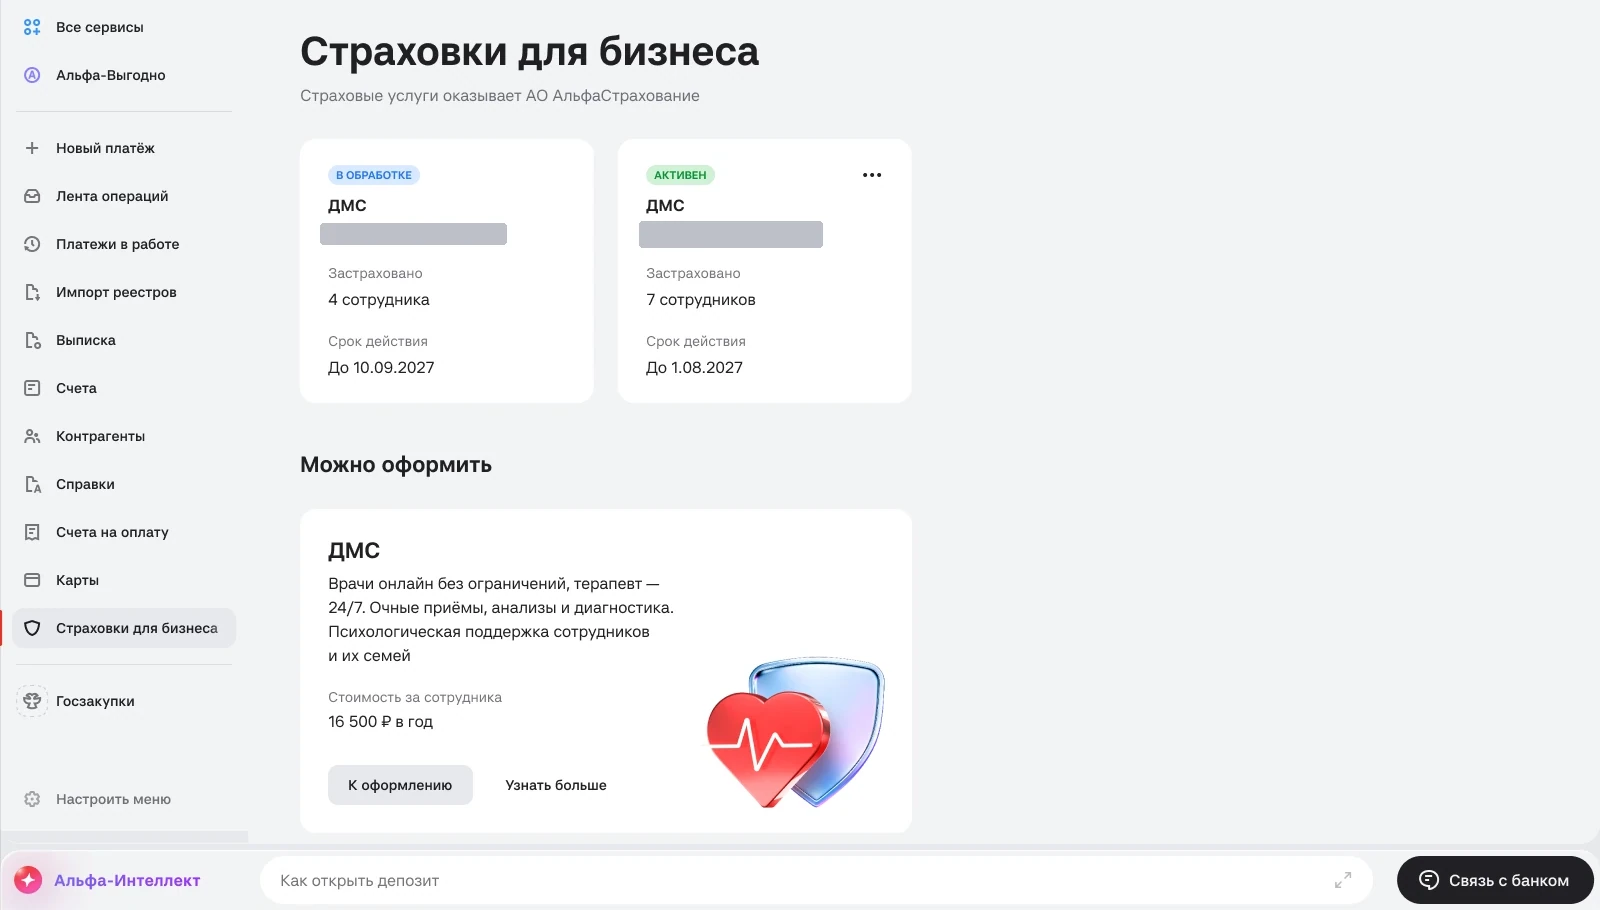 Все сервисы
Альфа-Выгодно
Новый платёж
Лента операций
Платежи в работе
Импорт реестров
Выписка
Счета
Контрагенты
Справки
Счета на оплату
Карты
Страховки для бизнеса
Госзакупки
Настроить меню
Страховки для бизнеса
Страховые услуги оказывает АО АльфаСтрахование
В ОБРАБОТКЕ
ДМС
Застраховано
4 сотрудника
Срок действия
До 10.09.2027
АКТИВЕН
ДМС
Застраховано
7 сотрудников
Срок действия
До 1.08.2027
Можно оформить
ДМС
Врачи онлайн без ограничений, терапевт —
24/7. Очные приёмы, анализы и диагностика.
Психологическая поддержка сотрудников
и их семей
Стоимость за сотрудника
16 500 ₽ в год
К оформлению
Узнать больше
Альфа-Интеллект
Как открыть депозит
Связь с банком